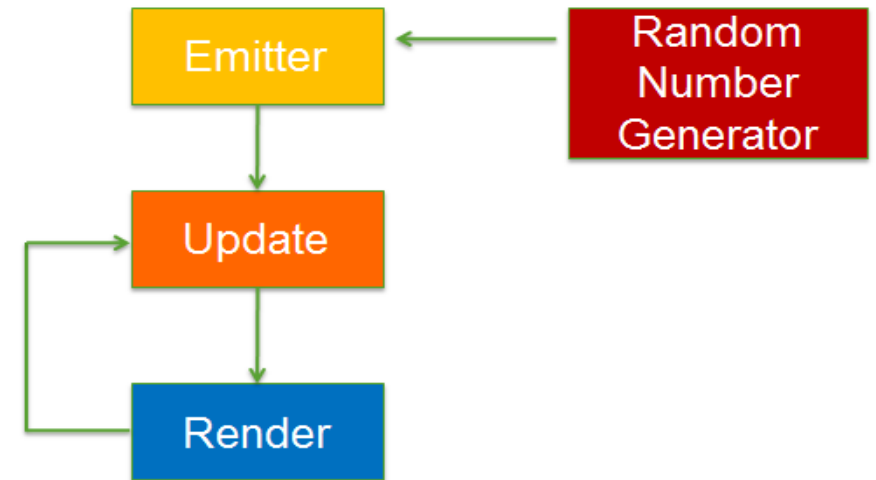 Emitter
Random
Number
Generator
Update
Render